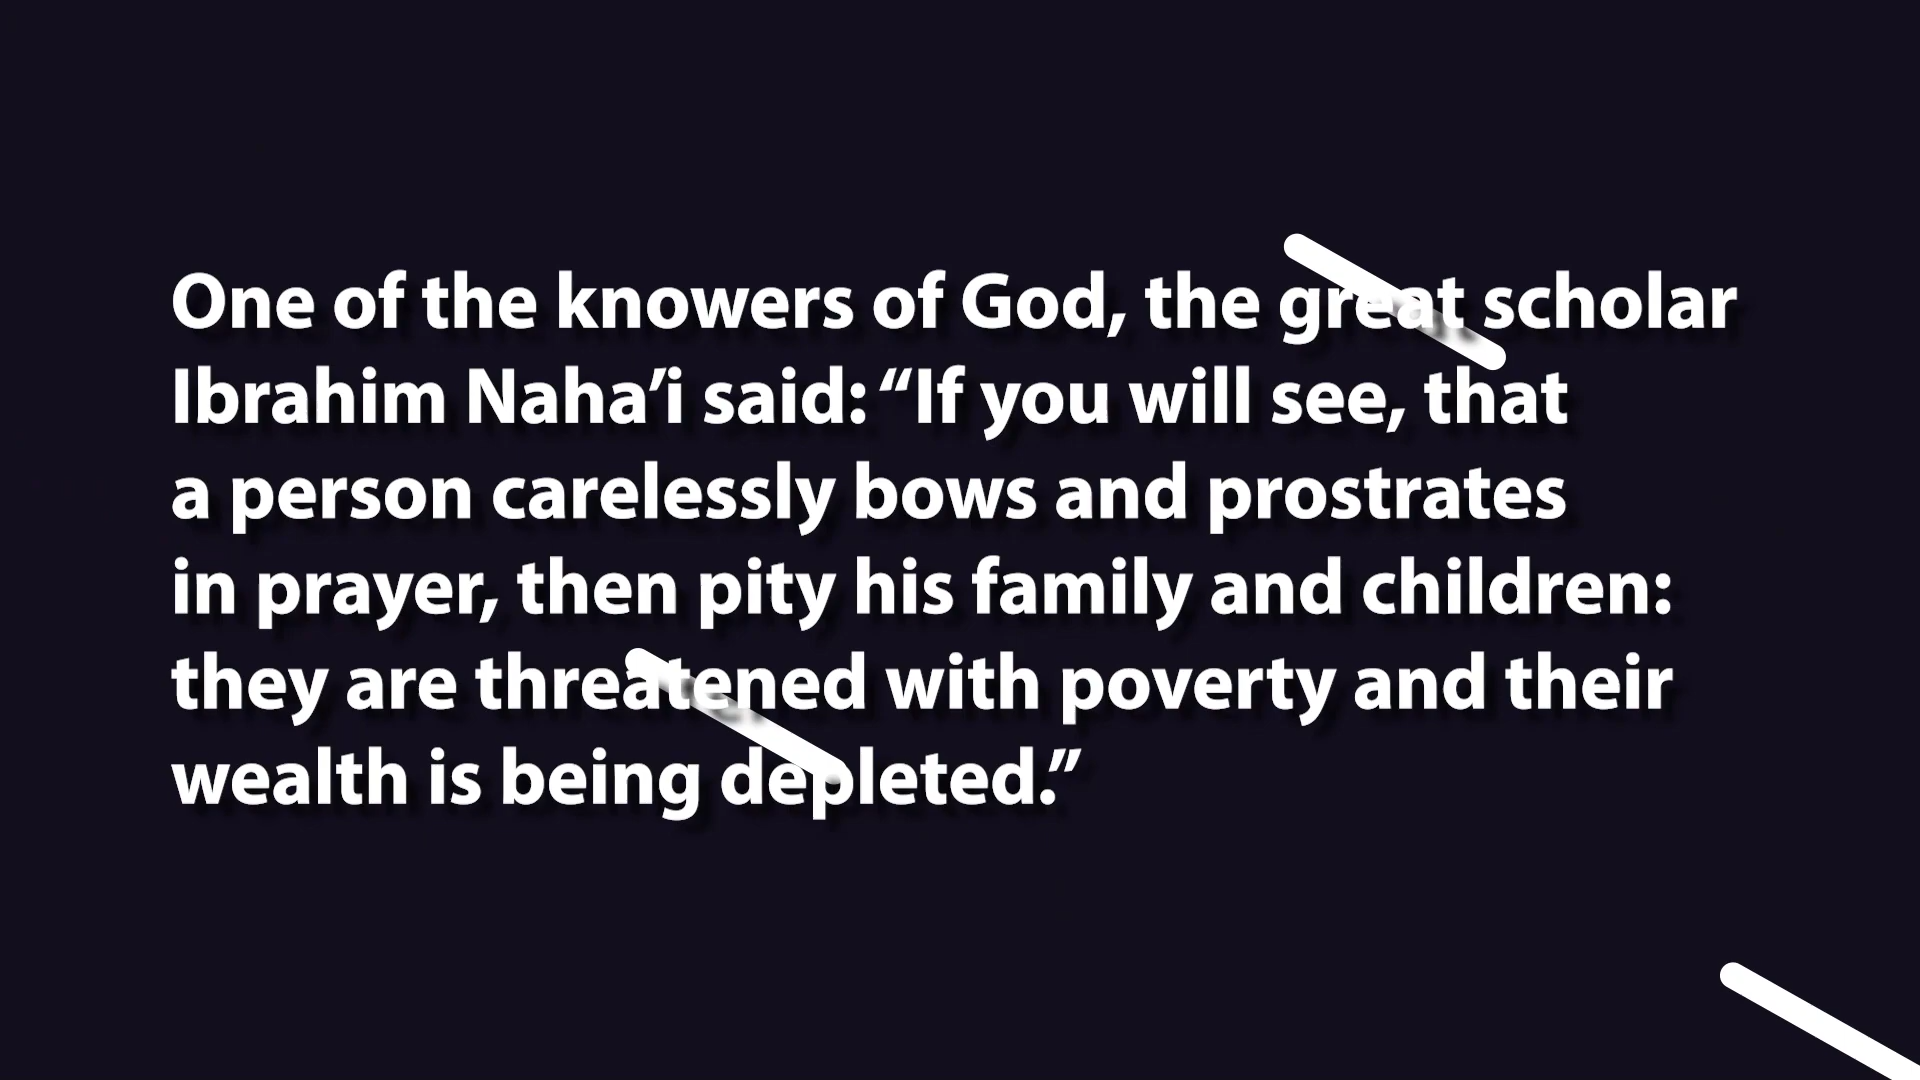 One of the knowers of God, the great scholar
Ibrahim Naha’i said: “If you will see, that
a person carelessly bows and prostrates
in prayer, then pity his family and children:
they are threatened with poverty and their
wealth is being depleted.”